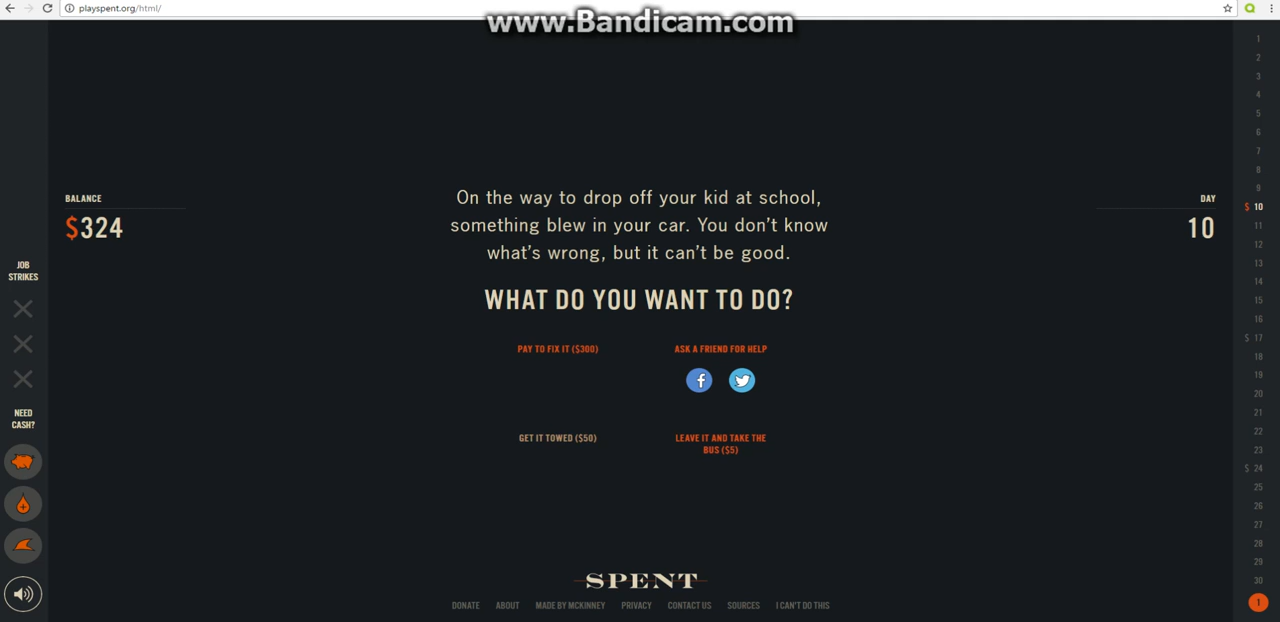 playspent.org/html/
www.Bandicam.com
BALANCE
$324
DAY
10
On the way to drop off your kid at school,
something blew in your car. You don't know
what's wrong, but it can't be good.
WHAT DO YOU WANT TO DO?
PAY TO FIX IT ($300)
ASK A FRIEND FOR HELP
GET IT TOWED ($50)
LEAVE IT AND TAKE THE
BUS ($5)
JOB
STRIKES
NEED
CASH?
1
2
3
4
5
6
7
8
9
$ 10
11
12
13
14
15
16
$ 17
18
19
20
21
22
23
$ 24
25
26
27
28
29
30
1
SPENT
DONATE ABOUT MADE BY MCKINNEY PRIVACY CONTACT US SOURCES I CAN'T DO THIS